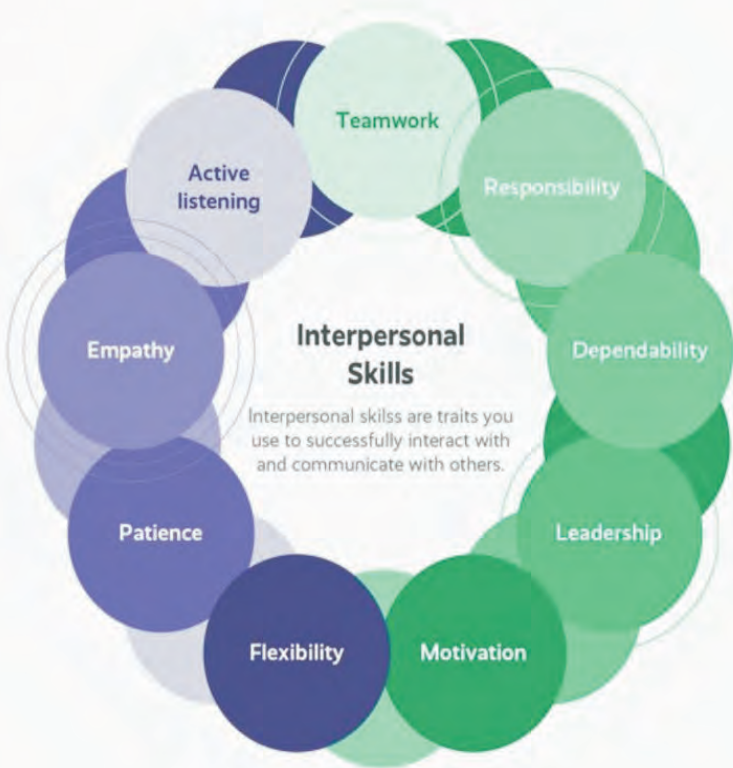 Teamwork
Responsibility
Dependability
Leadership
Motivation
Flexibility
Patience
Empathy
Active
listening
Interpersonal
Skills
Interpersonal skilss are traits you
use to successfully interact with
and communicate with others.